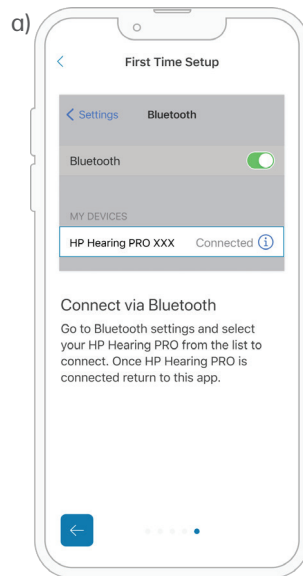 a)
First Time Setup
Settings Bluetooth
Bluetooth
MY DEVICES
HP Hearing PRO XXX Connected
Connect via Bluetooth
Go to Bluetooth settings and select
your HP Hearing PRO from the list to
connect. Once HP Hearing PRO is
connected return to this app.